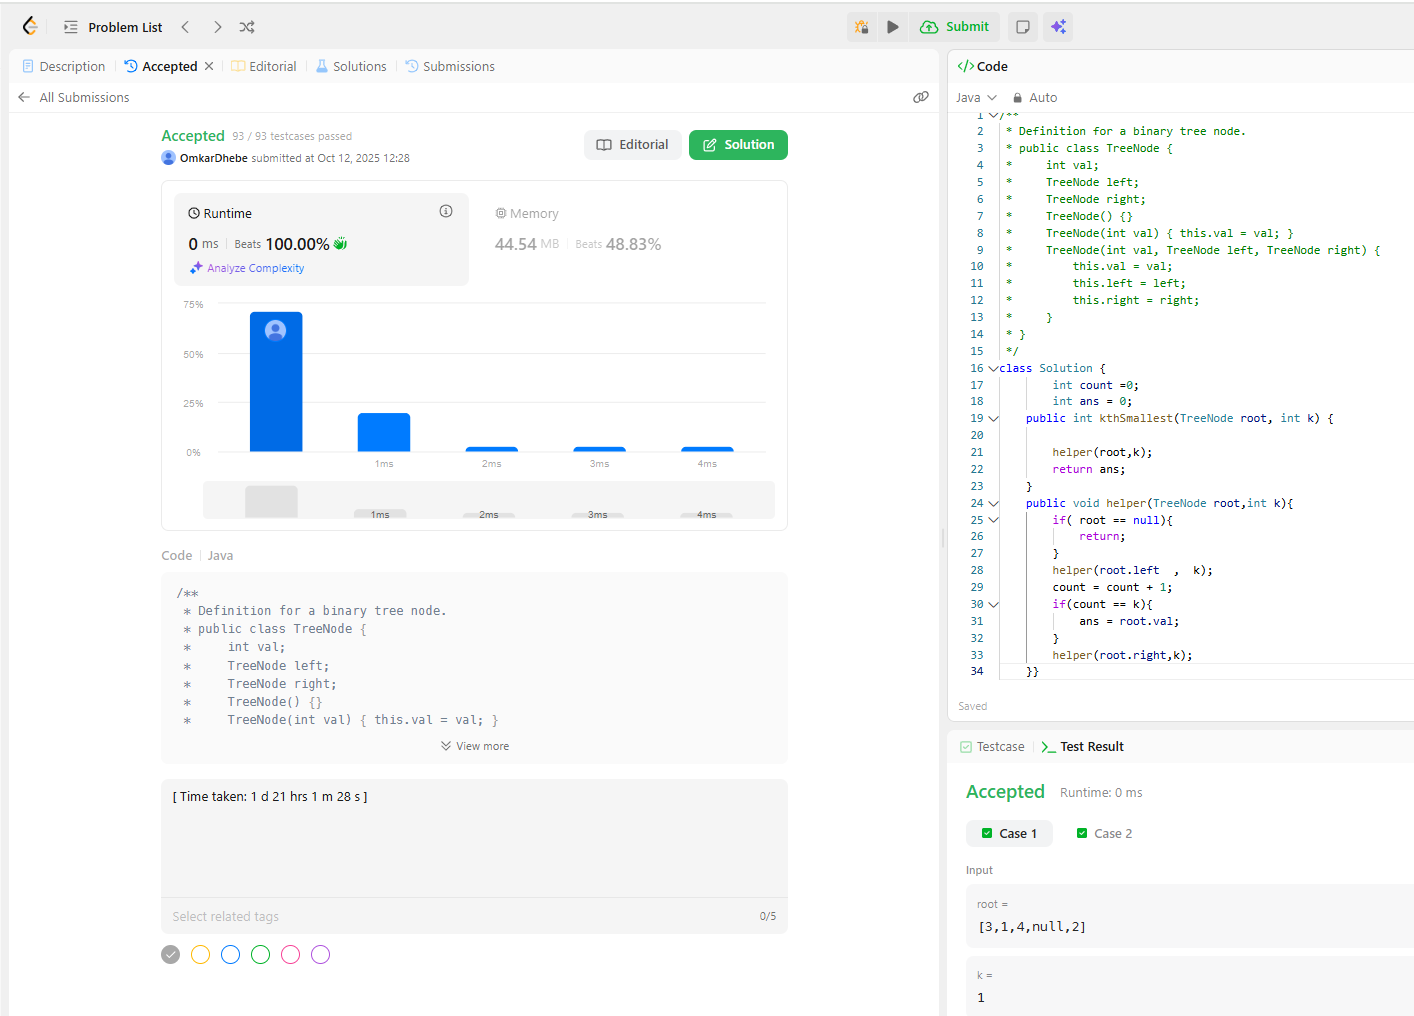 Problem List
Submit
Description
Accepted
Editorial
Solutions
Submissions
All Submissions
Accepted 93 / 93 testcases passed
OmkarDhebe submitted at Oct 12, 2025 12:28
Editorial
Solution
Runtime
0 ms Beats 100.00%
Analyze Complexity
Memory
44.54 MB Beats 48.83%
75%
50%
25%
0%
1ms 2ms 3ms 4ms
1ms 2ms 3ms 4ms
Code Java
/**
 * Definition for a binary tree node.
 * public class TreeNode {
 *     int val;
 *     TreeNode left;
 *     TreeNode right;
 *     TreeNode() {}
 *     TreeNode(int val) { this.val = val; }
View more
[ Time taken: 1 d 21 hrs 1 m 28 s ]
Select related tags 0/5
</> Code
Java Auto
1 /**
2  * Definition for a binary tree node.
3  * public class TreeNode {
4  *     int val;
5  *     TreeNode left;
6  *     TreeNode right;
7  *     TreeNode() {}
8  *     TreeNode(int val) { this.val = val; }
9  *     TreeNode(int val, TreeNode left, TreeNode right) {
10  *         this.val = val;
11  *         this.left = left;
12  *         this.right = right;
13  *     }
14  * }
15  */
16 class Solution {
17         int count =0;
18         int ans = 0;
19     public int kthSmallest(TreeNode root, int k) {
20
21         helper(root,k);
22         return ans;
23     }
24     public void helper(TreeNode root,int k){
25         if( root == null){
26             return;
27         }
28         helper(root.left  ,  k);
29         count = count + 1;
30         if(count == k){
31             ans = root.val;
32         }
33         helper(root.right,k);
34     }}
Saved
Testcase
Test Result
Accepted Runtime: 0 ms
Case 1
Case 2
Input
root =
[3,1,4,null,2]
k =
1